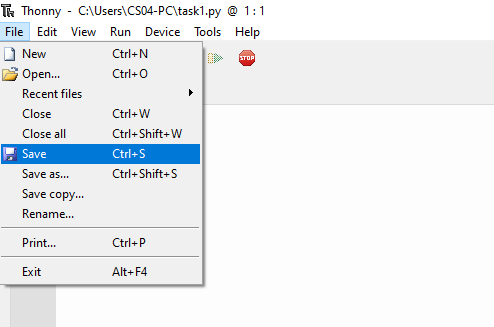 Thonny - C:\Users\CS04-PC\task1.py @ 1:1
File Edit View Run Device Tools Help
New Ctrl+N
Open... Ctrl+O
Recent files
Close Ctrl+W
Close all Ctrl+Shift+W
Save Ctrl+S
Save as... Ctrl+Shift+S
Save copy...
Rename...
Print... Ctrl+P
Exit Alt+F4
STOP